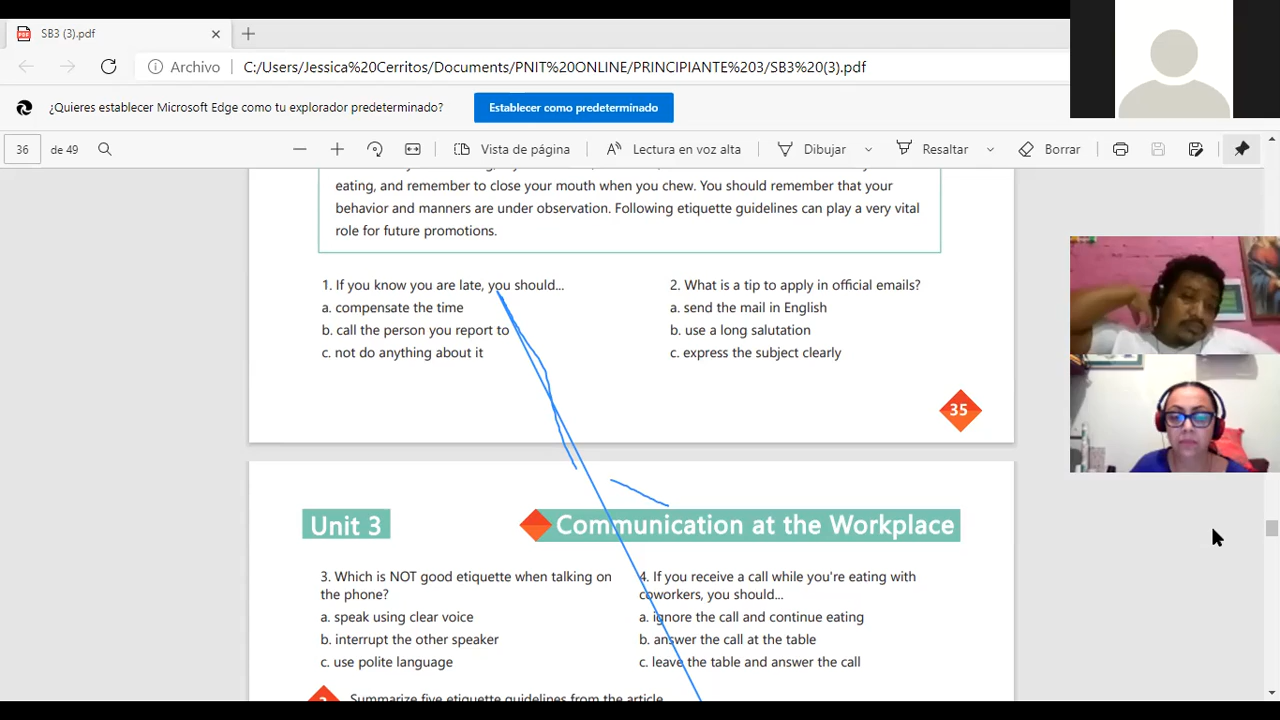 SB3 (3).pdf
Archivo
C:/Users/Jessica%20Cerritos/Documents/PNIT%20ONLINE/PRINCIPIANTE%203/SB3%20(3).pdf
¿Quieres establecer Microsoft Edge como tu explorador predeterminado?
Establecer como predeterminado
36 de 49
Vista de página
Lectura en voz alta
Dibujar
Resaltar
Borrar
eating, and remember to close your mouth when you chew. You should remember that your
behavior and manners are under observation. Following etiquette guidelines can play a very vital
role for future promotions.
1. If you know you are late, you should...
a. compensate the time
b. call the person you report to
c. not do anything about it
2. What is a tip to apply in official emails?
a. send the mail in English
b. use a long salutation
c. express the subject clearly
35
Unit 3
Communication at the Workplace
3. Which is NOT good etiquette when talking on
the phone?
a. speak using clear voice
b. interrupt the other speaker
c. use polite language
4. If you receive a call while you're eating with
coworkers, you should...
a. ignore the call and continue eating
b. answer the call at the table
c. leave the table and answer the call
Summarize five etiquette guidelines from the article